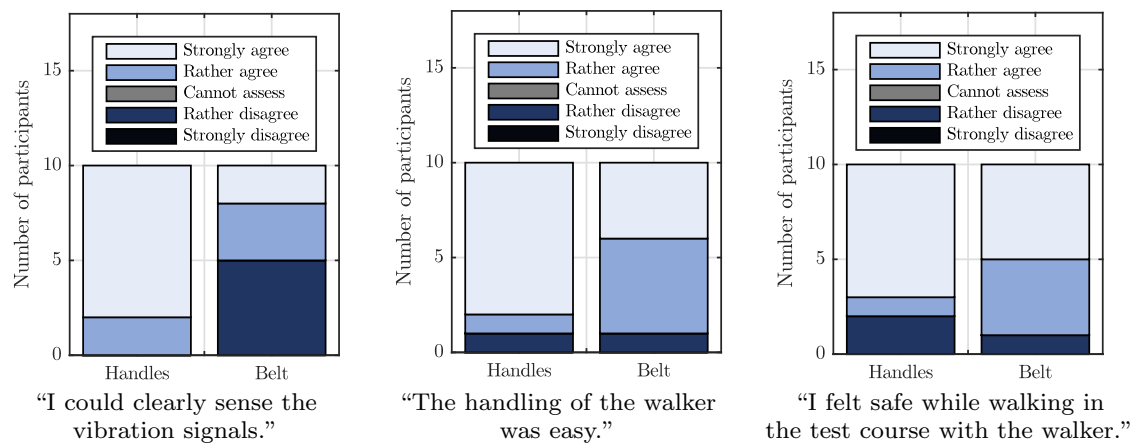 Number of participants
15
10
5
0
Strongly agree
Rather agree
Cannot assess
Rather disagree
Strongly disagree
Handles
Belt
“I could clearly sense the
vibration signals.”
Number of participants
15
10
5
0
Strongly agree
Rather agree
Cannot assess
Rather disagree
Strongly disagree
Handles
Belt
“The handling of the walker
was easy.”
Number of participants
15
10
5
0
Strongly agree
Rather agree
Cannot assess
Rather disagree
Strongly disagree
Handles
Belt
“I felt safe while walking in
the test course with the walker.”